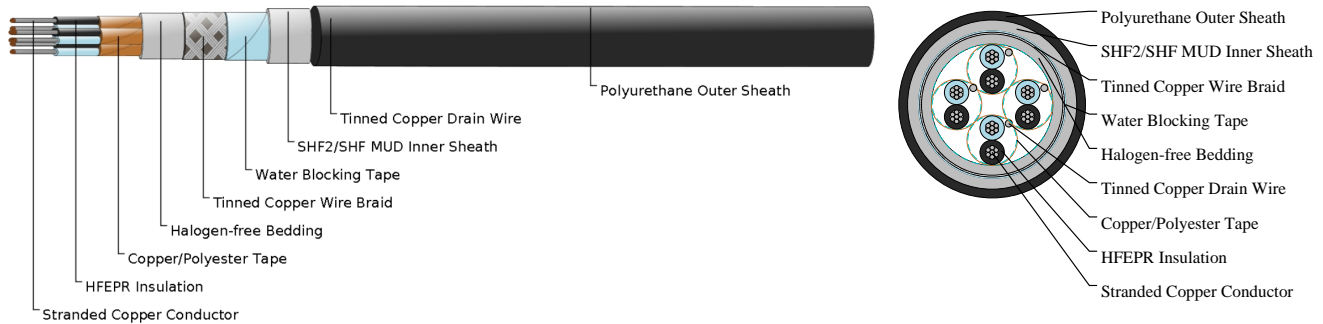 Polyurethane Outer Sheath
Tinned Copper Drain Wire
SHF2/SHF MUD Inner Sheath
Water Blocking Tape
Tinned Copper Wire Braid
Halogen-free Bedding
Copper/Polyester Tape
HFEPR Insulation
Stranded Copper Conductor
Polyurethane Outer Sheath
SHF2/SHF MUD Inner Sheath
Tinned Copper Wire Braid
Water Blocking Tape
Halogen-free Bedding
Tinned Copper Drain Wire
Copper/Polyester Tape
HFEPR Insulation
Stranded Copper Conductor